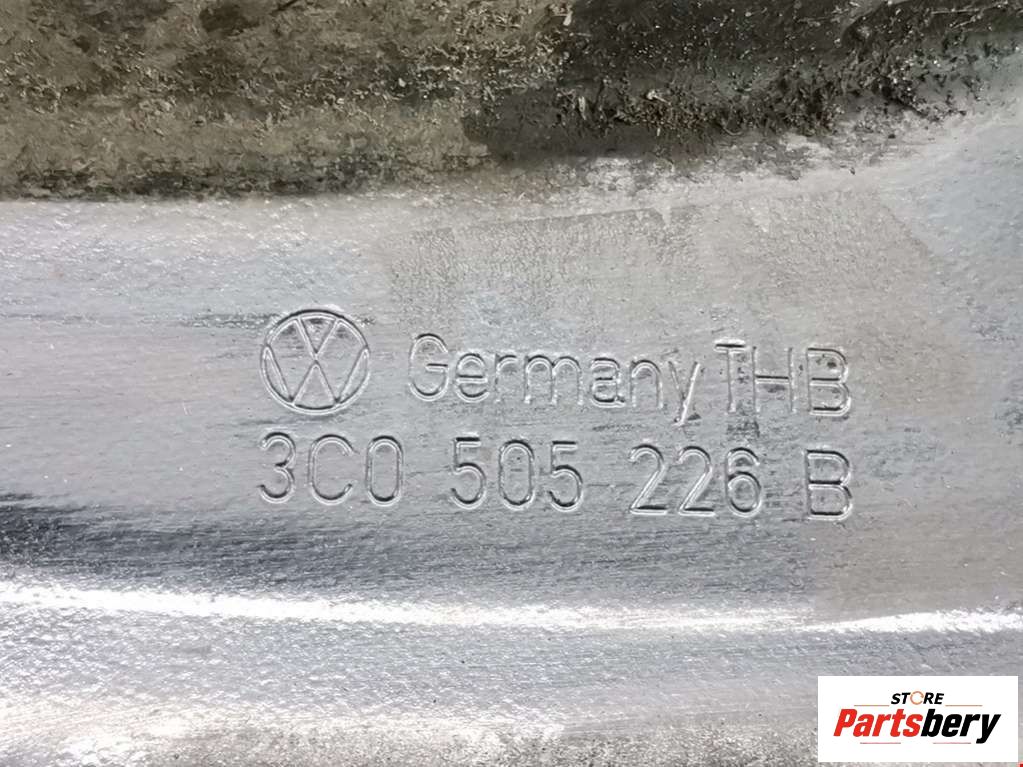 Germany THB
3C0 505 226 B
STORE
Partsbery